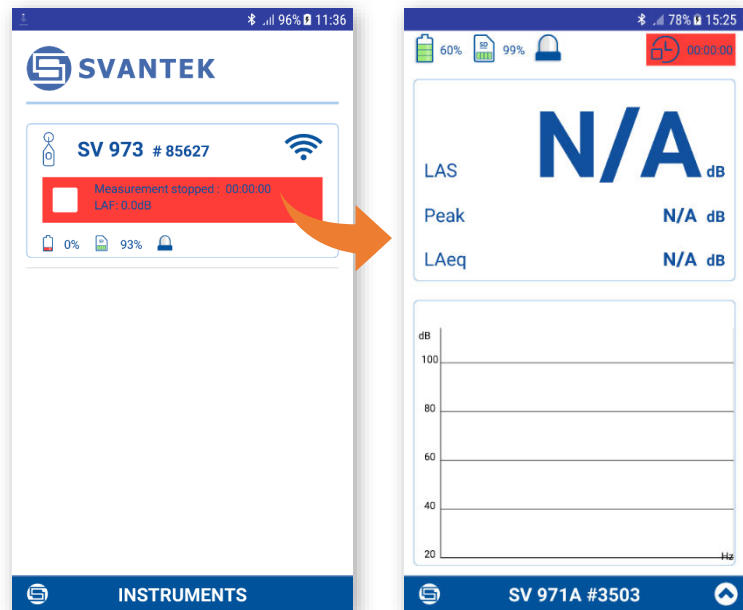 96% 11:36
SVANTEK
SV 973 # 85627
Measurement stopped : 00:00:00
LAF: 0.0dB
0% 93%
INSTRUMENTS
78% 15:25
60% SD 99% 00:00:00
LAS N/A dB
Peak N/A dB
LAeq N/A dB
dB
100
80
60
40
20
Hz
SV 971A #3503